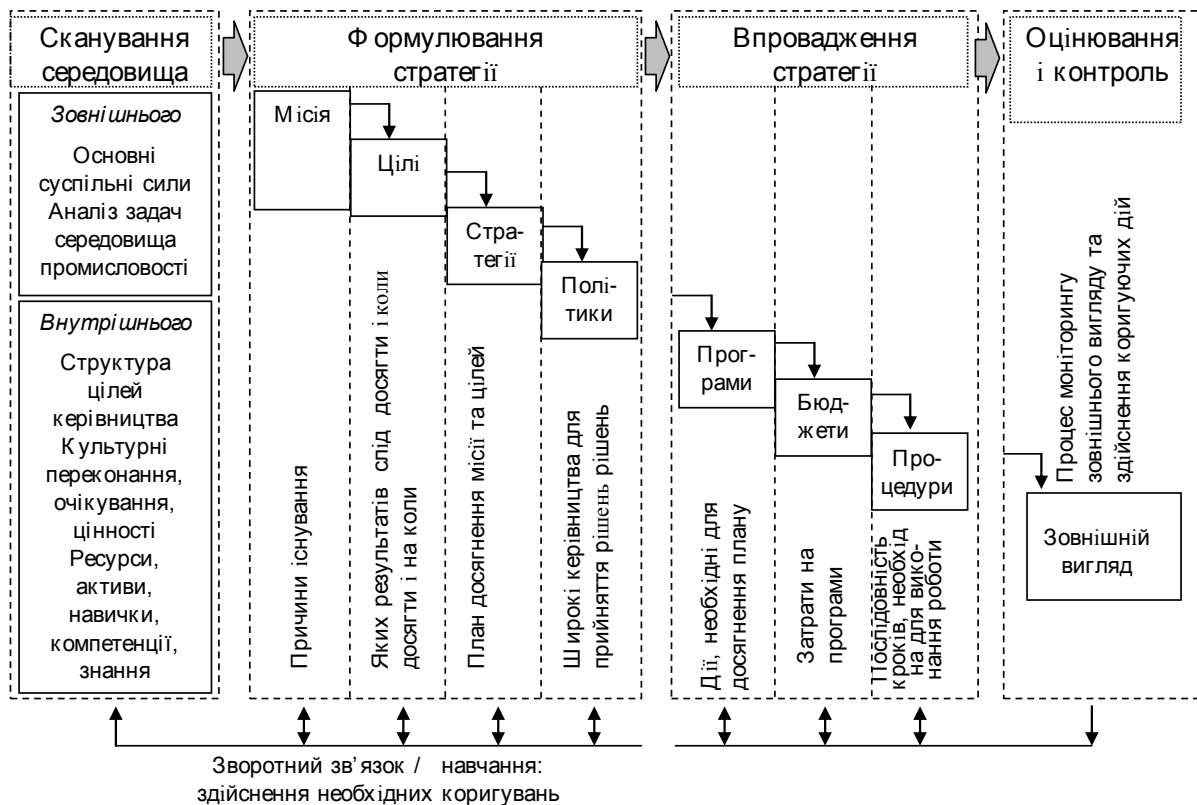 Сканування
середовища
Формулювання
стратегії
Впровадження
стратегії
Оцінювання
і контроль
Зовнішнього
Основні
суспільні сили
Аналіз задач
середовища
промисловості
Внутрішнього
Структура
цілей
керівництва
Культурні
переконання,
очікування,
цінності
Ресурси,
активи,
навички,
компетенції,
знання
Місія
Цілі
Стра-
тегії
Полі-
тики
Причини існування
Яких результатів слід досягти і коли
досягти і на коли
План досягнення місії та цілей
Широкі керівництва для
прийняття рішень рішень
Прог-
рами
Бюд-
жети
Про-
цедури
Дії, необхідні для
досягнення плану
Затрати на
програми
Послідовність
кроків, необхід
на для вико-
нання роботи
Процес моніторингу
зовнішнього вигляду та
здійснення коригуючих дій
Зовнішній
вигляд
Зворотний зв’язок / навчання:
здійснення необхідних коригувань